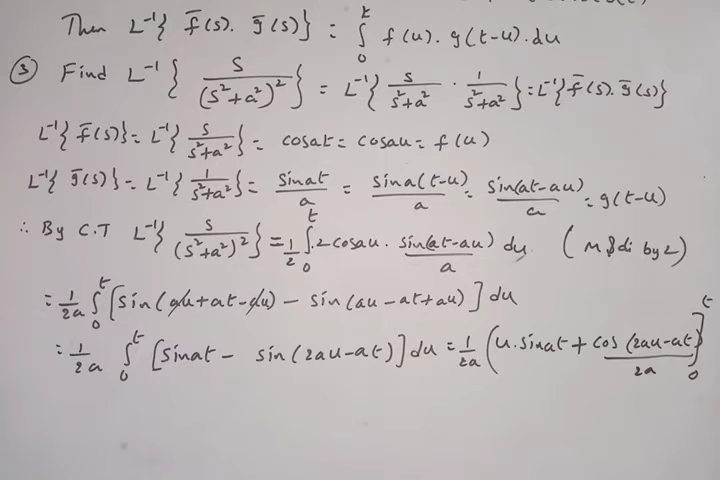 Then L⁻¹{ f̄(s). ḡ(s)} = ∫₀ᵗ f(u). g(t-u).du
③ Find L⁻¹{ s/(s²+a²)² } = L⁻¹{ s/(s²+a²) · 1/(s²+a²) } = L⁻¹{ f̄(s). ḡ(s)}
L⁻¹{ f̄(s)} = L⁻¹{ s/(s²+a²) } = cosat = cosau = f(u)
L⁻¹{ ḡ(s)} = L⁻¹{ 1/(s²+a²) } = sinat/a = sina(t-u)/a = sin(at-au)/a = g(t-u)
∴ By C.T L⁻¹{ s/(s²+a²)² } = 1/2 ∫₀ᵗ .2cosau. sin(at-au)/a du (M & di by 2)
= 1/2a ∫₀ᵗ [sin(au+at-au) - sin(au-at+au)] du
= 1/2a ∫₀ᵗ [sinat - sin(2au-at)] du = 1/2a (u.sinat + cos(2au-at)/2a ]₀ᵗ